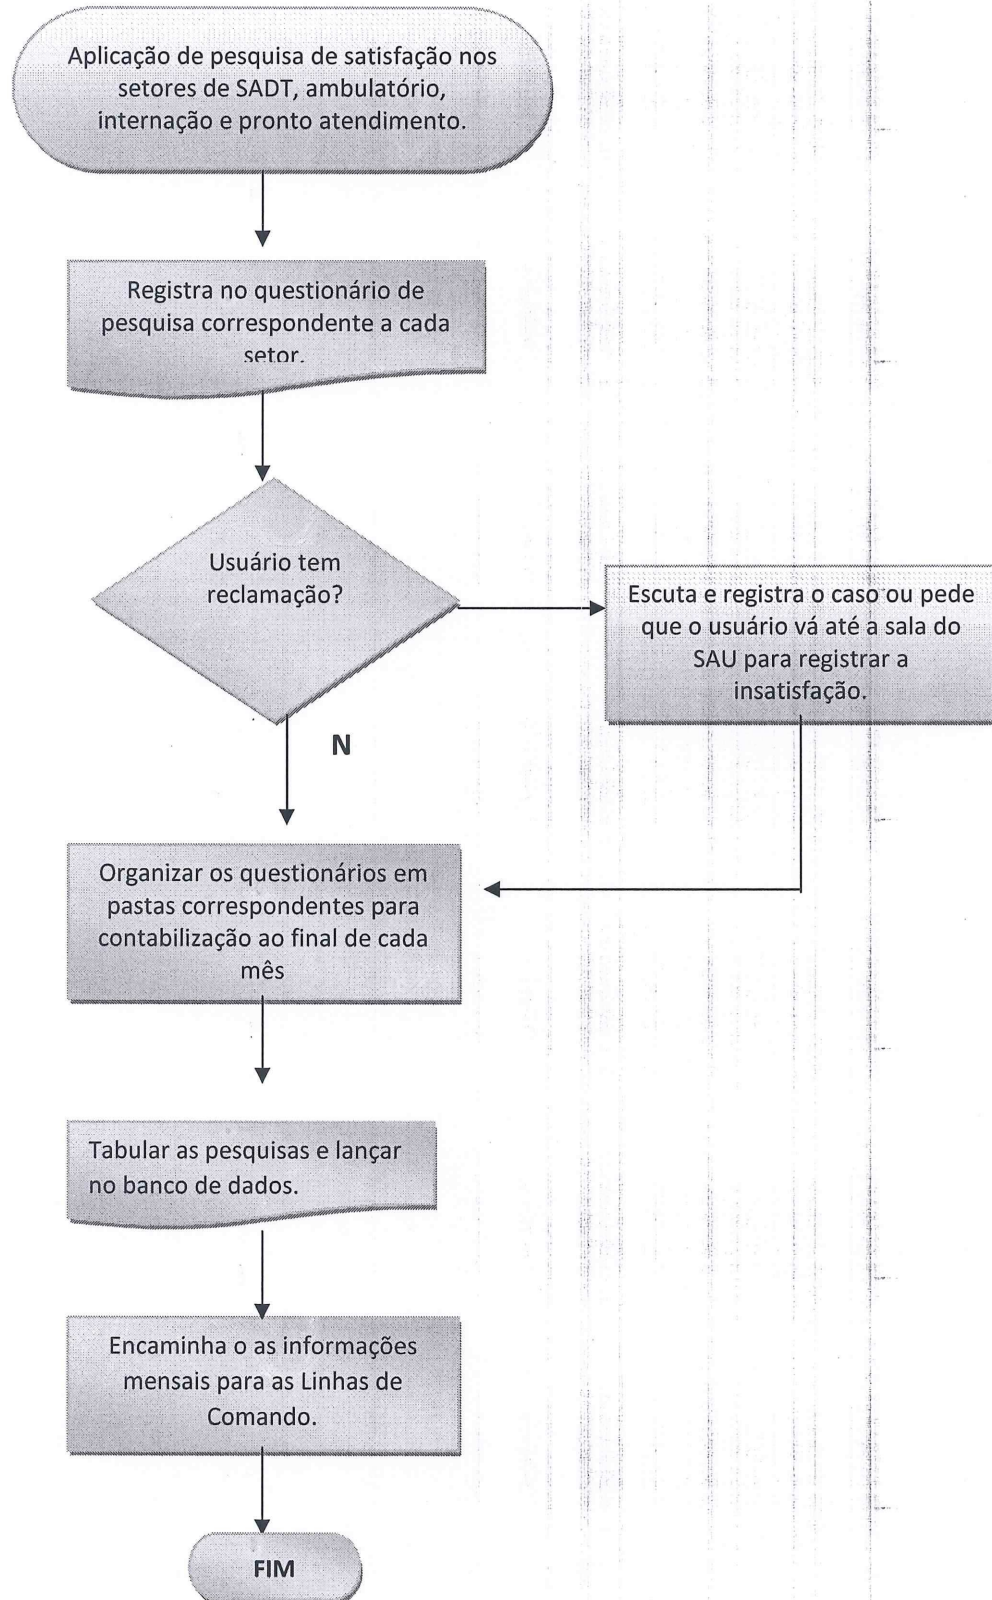 Aplicação de pesquisa de satisfação nos
setores de SADT, ambulatório,
internação e pronto atendimento.
Registra no questionário de
pesquisa correspondente a cada
setor.
Usuário tem
reclamação?
Escuta e registra o caso ou pede
que o usuário vá até a sala do
SAU para registrar a
insatisfação.
N
Organizar os questionários em
pastas correspondentes para
contabilização ao final de cada
mês
Tabular as pesquisas e lançar
no banco de dados.
Encaminha o as informações
mensais para as Linhas de
Comando.
FIM